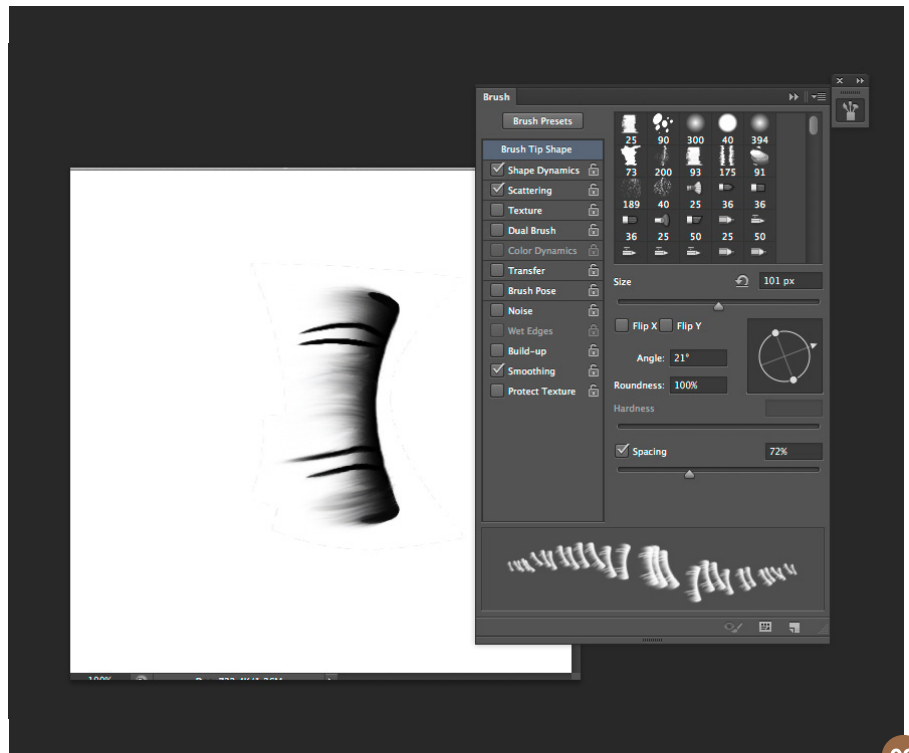 Brush
Brush Presets
Brush Tip Shape
Shape Dynamics
Scattering
Texture
Dual Brush
Color Dynamics
Transfer
Brush Pose
Noise
Wet Edges
Build-up
Smoothing
Protect Texture
25 90 300 40 394
73 200 93 175 91
189 40 25 36 36
36 25 50 25 50
Size 101 px
Flip X Flip Y
Angle: 21°
Roundness: 100%
Hardness
Spacing 72%